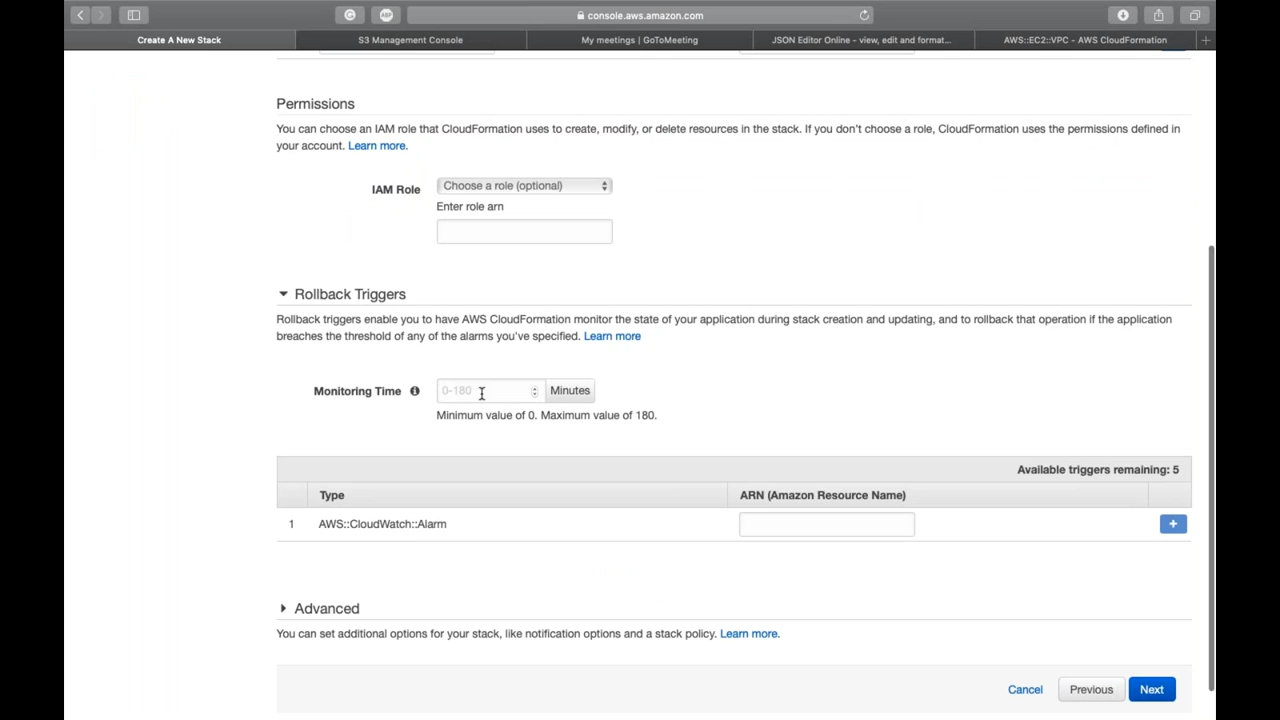 console.aws.amazon.com
Create A New Stack
S3 Management Console
My meetings | GoToMeeting
JSON Editor Online - view, edit and format...
AWS::EC2::VPC - AWS CloudFormation
Permissions
You can choose an IAM role that CloudFormation uses to create, modify, or delete resources in the stack. If you don't choose a role, CloudFormation uses the permissions defined in
your account. Learn more.
IAM Role
Choose a role (optional)
Enter role arn
Rollback Triggers
Rollback triggers enable you to have AWS CloudFormation monitor the state of your application during stack creation and updating, and to rollback that operation if the application
breaches the threshold of any of the alarms you've specified. Learn more
Monitoring Time
0-180
Minutes
Minimum value of 0. Maximum value of 180.
Available triggers remaining: 5
Type
ARN (Amazon Resource Name)
1
AWS::CloudWatch::Alarm
Advanced
You can set additional options for your stack, like notification options and a stack policy. Learn more.
Cancel
Previous
Next